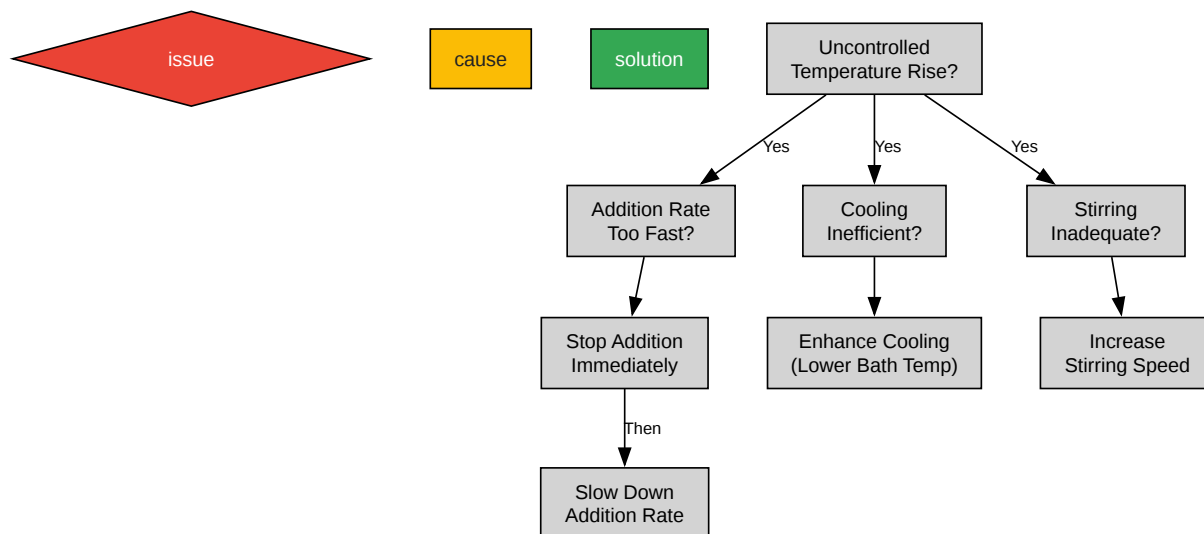 issue
cause
solution
Uncontrolled
Temperature Rise?
Yes
Yes
Yes
Addition Rate
Too Fast?
Cooling
Inefficient?
Stirring
Inadequate?
Stop Addition
Immediately
Enhance Cooling
(Lower Bath Temp)
Increase
Stirring Speed
Then
Slow Down
Addition Rate